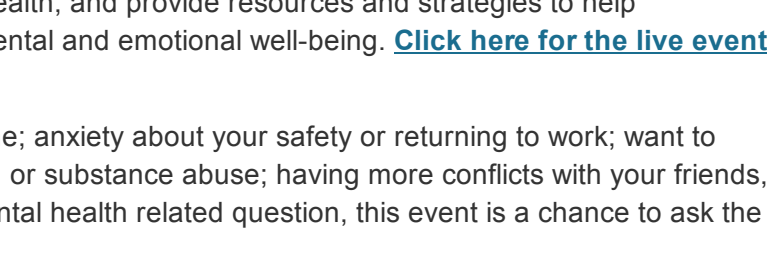 ealth, and provide resources and strategies to help
ental and emotional well-being. Click here for the live event
e; anxiety about your safety or returning to work; want to
or substance abuse; having more conflicts with your friends,
ntal health related question, this event is a chance to ask the